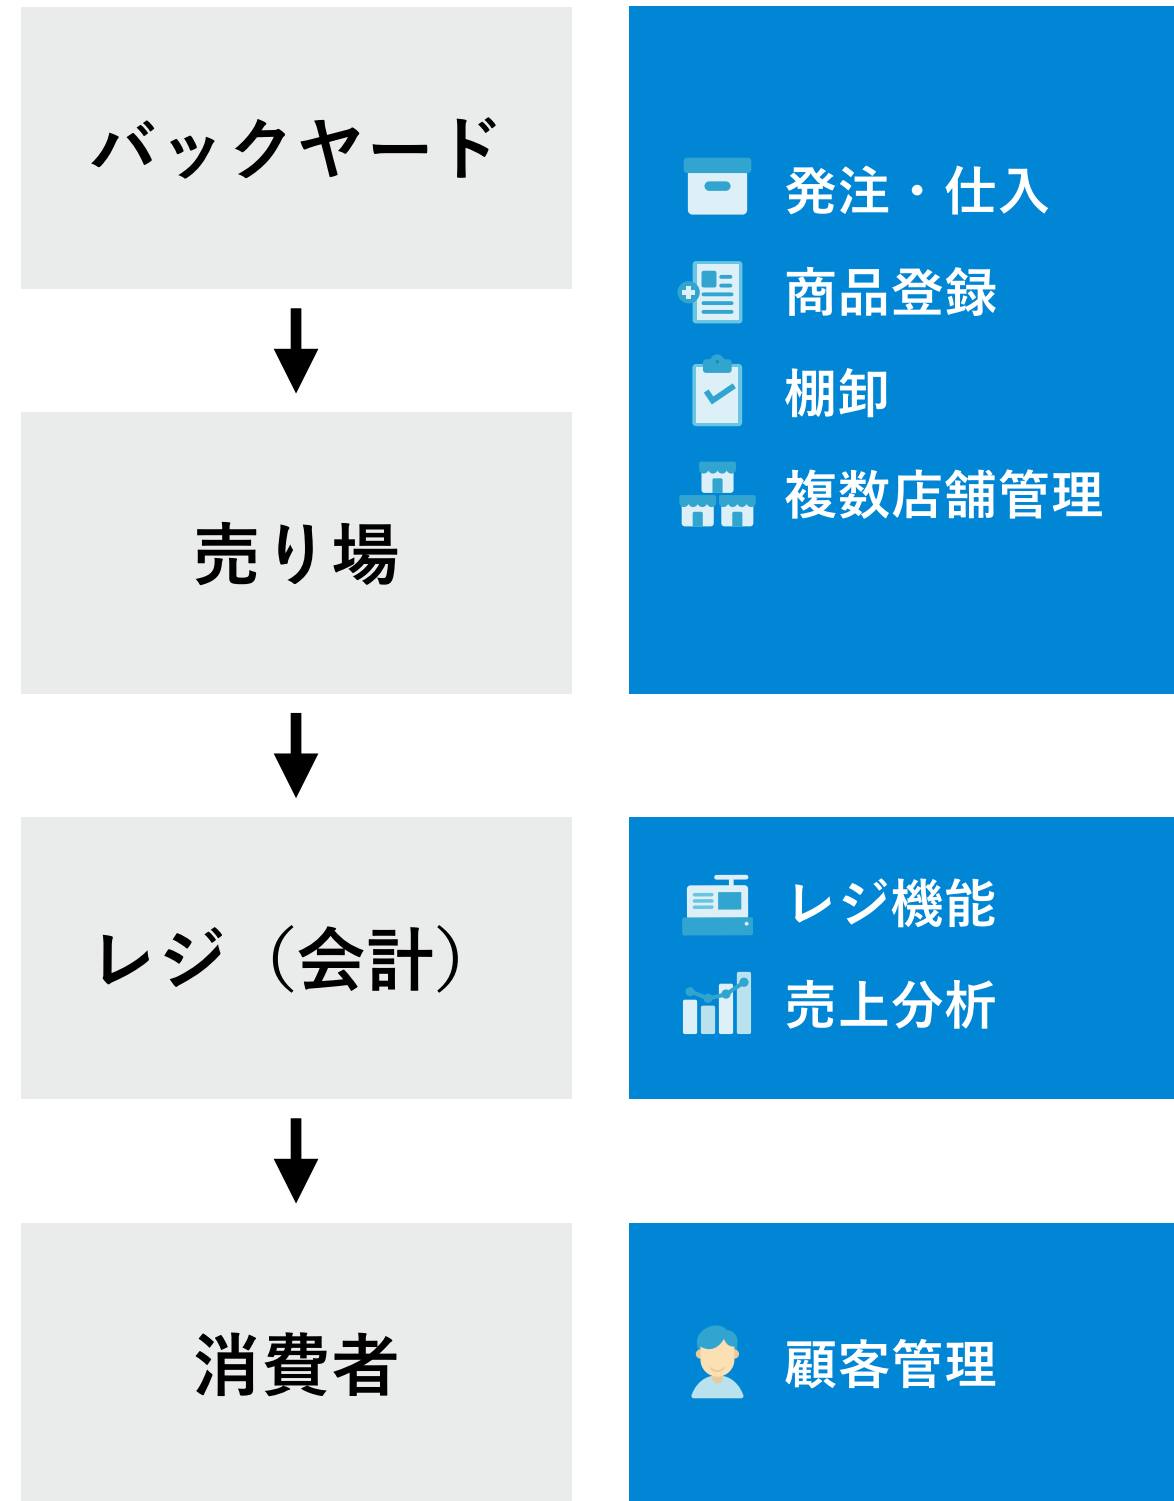 バックヤード
発注・仕入
商品登録
棚卸
複数店舗管理
売り場
レジ（会計）
レジ機能
売上分析
消費者
顧客管理